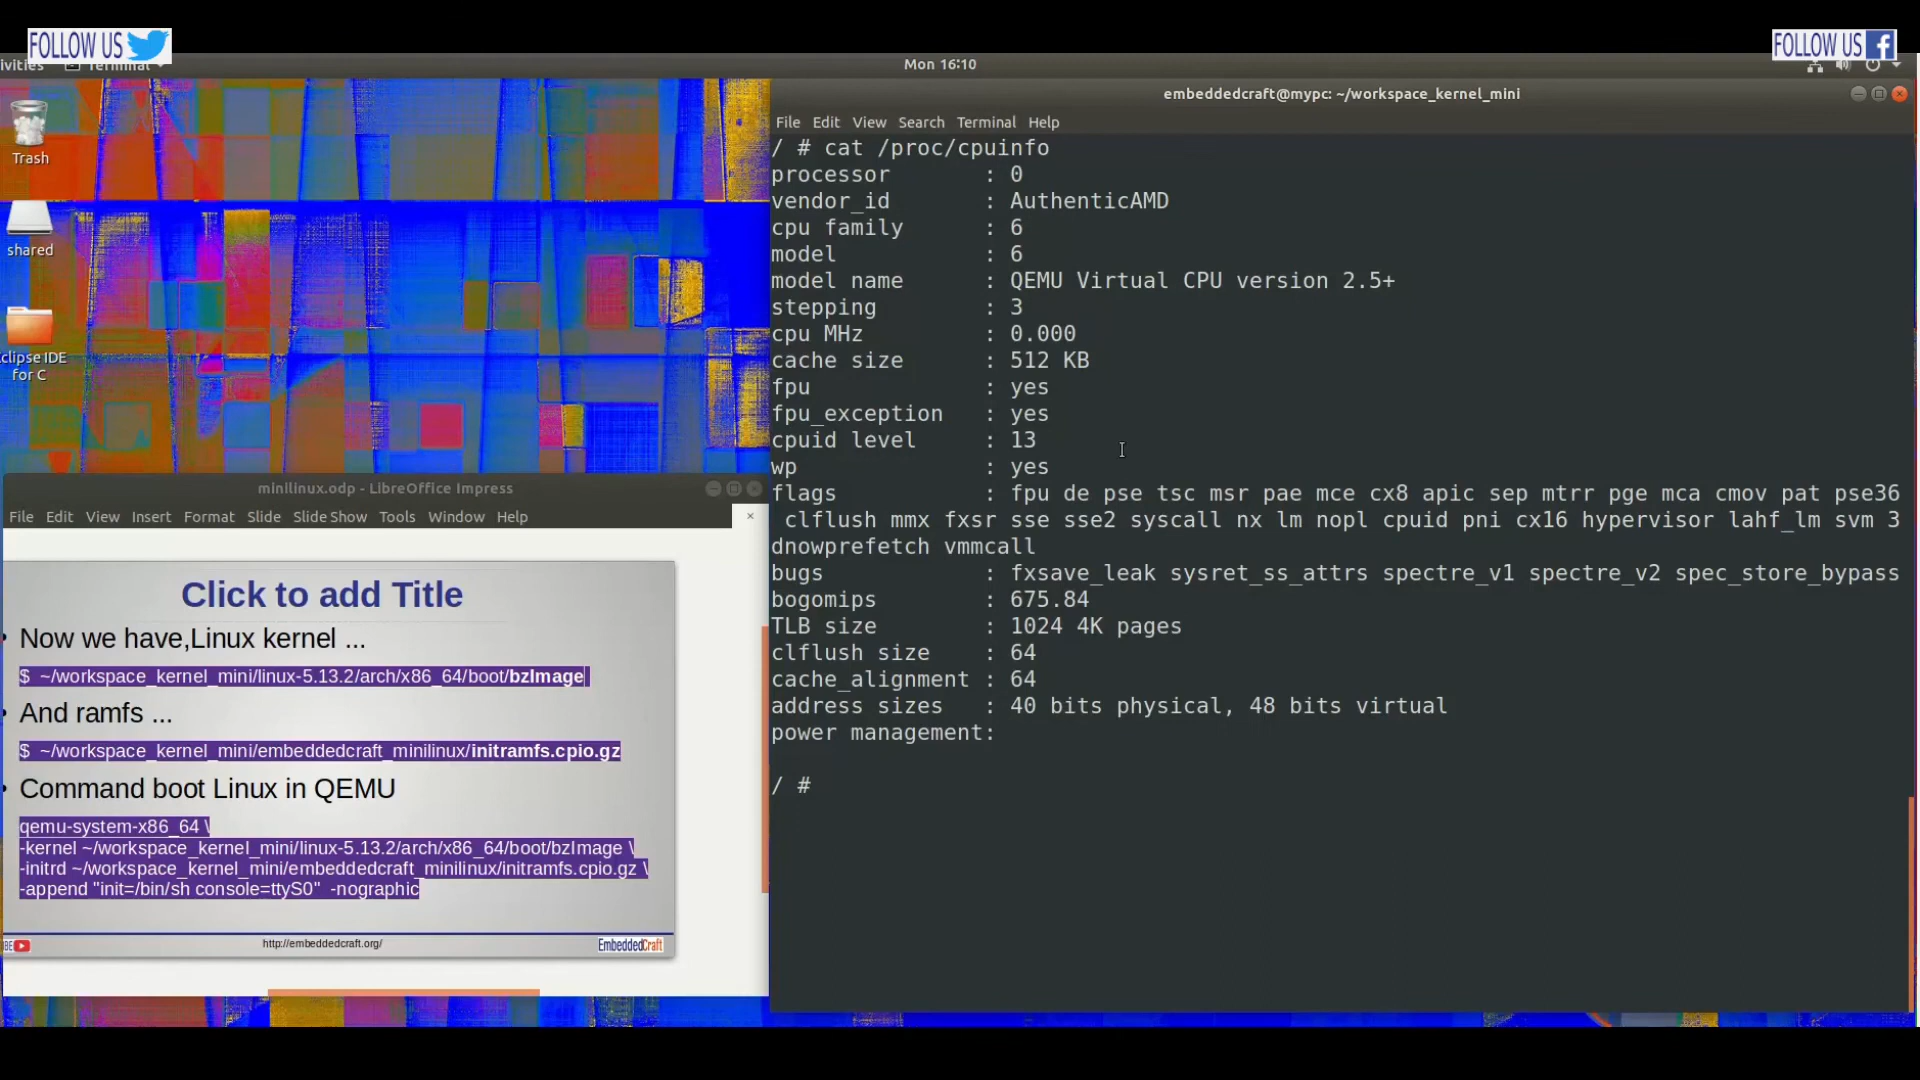 FOLLOW US
FOLLOW US
ivities
Terminal
Mon 16:10
Trash
shared
clipse IDE
for C
embeddedcraft@mypc: ~/workspace_kernel_mini
File Edit View Search Terminal Help
/ # cat /proc/cpuinfo
processor : 0
vendor_id : AuthenticAMD
cpu family : 6
model : 6
model name : QEMU Virtual CPU version 2.5+
stepping : 3
cpu MHz : 0.000
cache size : 512 KB
fpu : yes
fpu_exception : yes
cpuid level : 13
wp : yes
flags : fpu de pse tsc msr pae mce cx8 apic sep mtrr pge mca cmov pat pse36
clflush mmx fxsr sse sse2 syscall nx lm nopl cpuid pni cx16 hypervisor lahf_lm svm 3
dnowprefetch vmmcall
bugs : fxsave_leak sysret_ss_attrs spectre_v1 spectre_v2 spec_store_bypass
bogomips : 675.84
TLB size : 1024 4K pages
clflush size : 64
cache_alignment : 64
address sizes : 40 bits physical, 48 bits virtual
power management:
/ #
minilinux.odp - LibreOffice Impress
File Edit View Insert Format Slide Slide Show Tools Window Help
Click to add Title
Now we have,Linux kernel ...
$ ~/workspace_kernel_mini/linux-5.13.2/arch/x86_64/boot/bzImage
And ramfs ...
$ ~/workspace_kernel_mini/embeddedcraft_minilinux/initramfs.cpio.gz
Command boot Linux in QEMU
qemu-system-x86_64 \
-kernel ~/workspace_kernel_mini/linux-5.13.2/arch/x86_64/boot/bzImage \
-initrd ~/workspace_kernel_mini/embeddedcraft_minilinux/initramfs.cpio.gz \
-append "init=/bin/sh console=ttyS0" -nographic
BE
http://embeddedcraft.org/
EmbeddedCraft